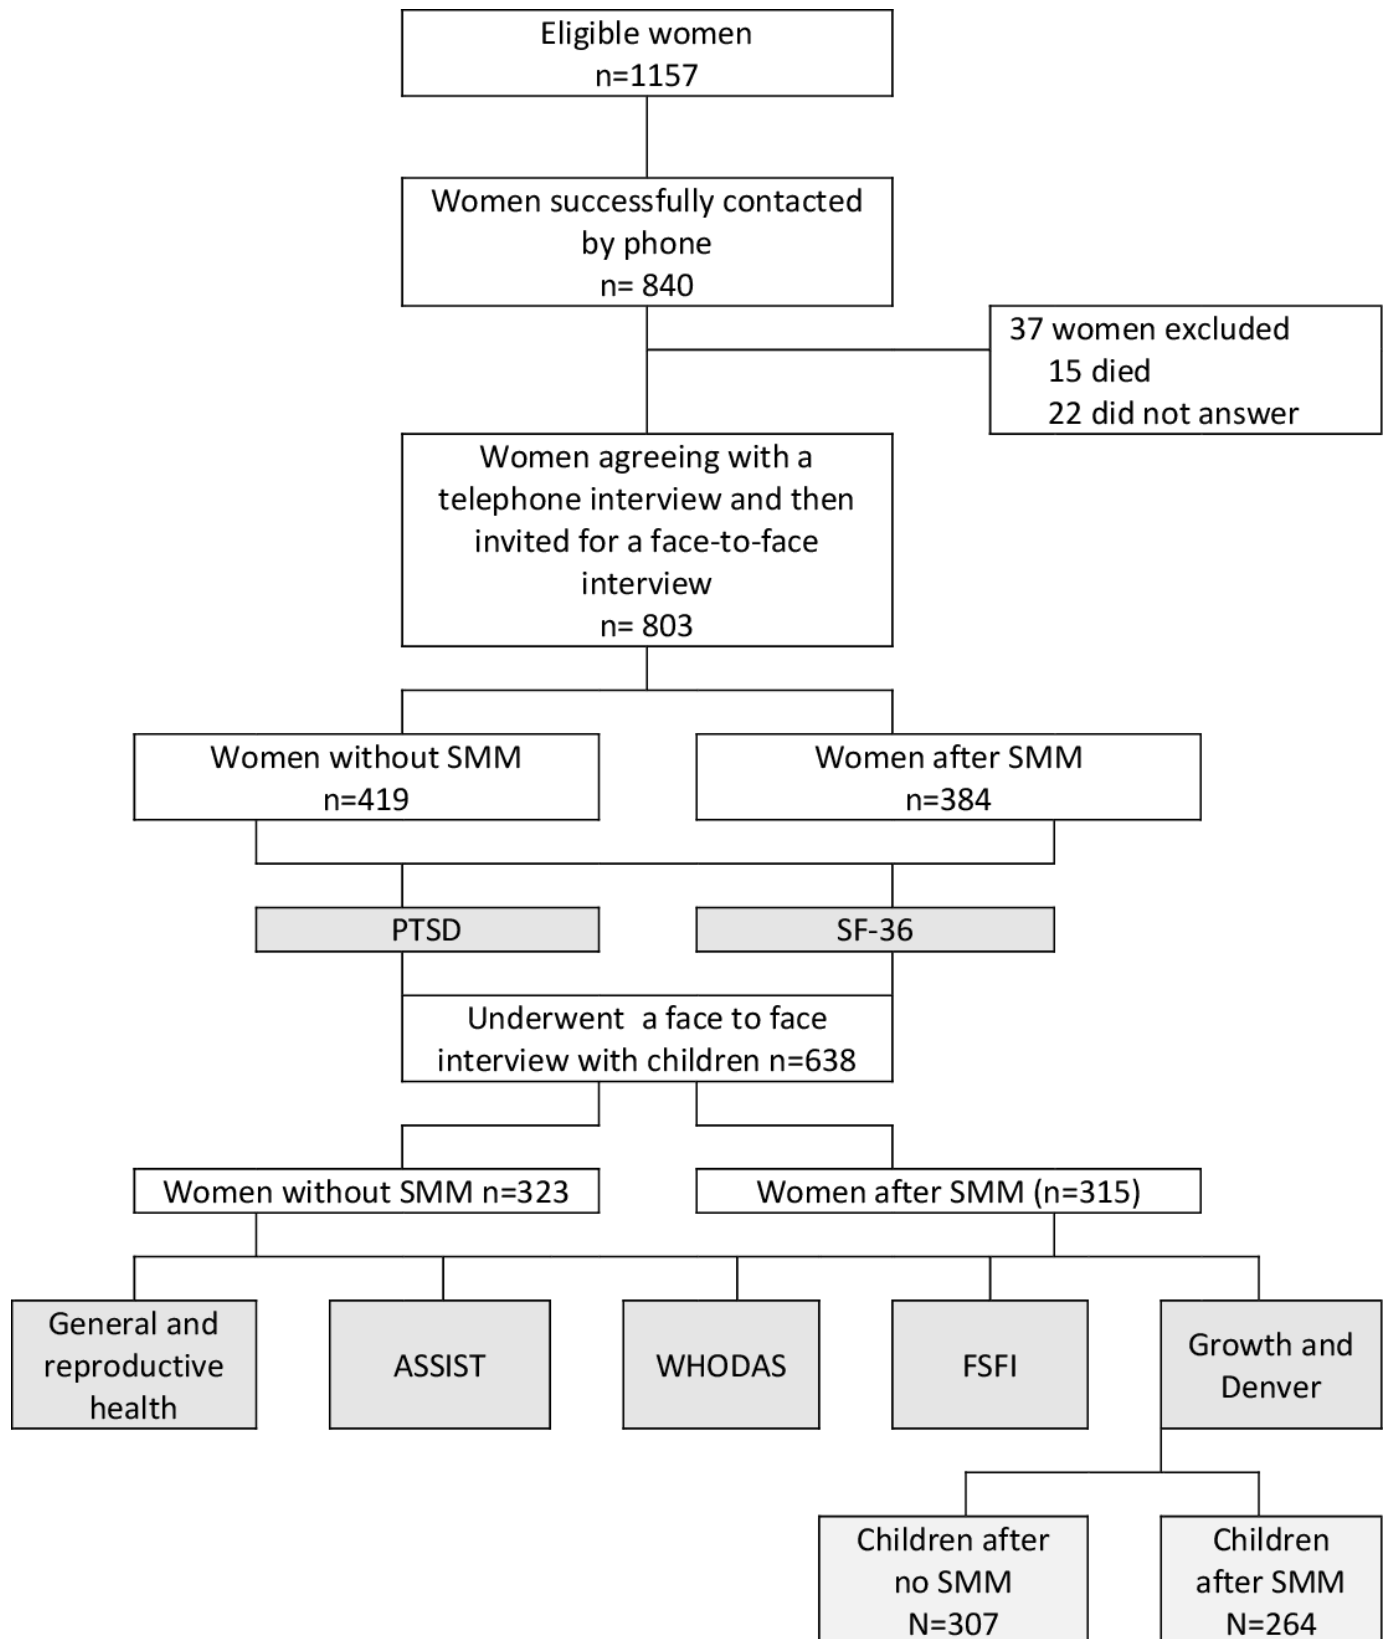 Eligible women
n=1157
Women successfully contacted
by phone
n= 840
37 women excluded
15 died
22 did not answer
Women agreeing with a
telephone interview and then
invited for a face-to-face
interview
n= 803
Women without SMM
n=419
Women after SMM
n=384
PTSD
SF-36
Underwent  a face to face
interview with children n=638
Women without SMM n=323
Women after SMM (n=315)
General and
reproductive
health
ASSIST
WHODAS
FSFI
Growth and
Denver
Children after
no SMM
N=307
Children
after SMM
N=264